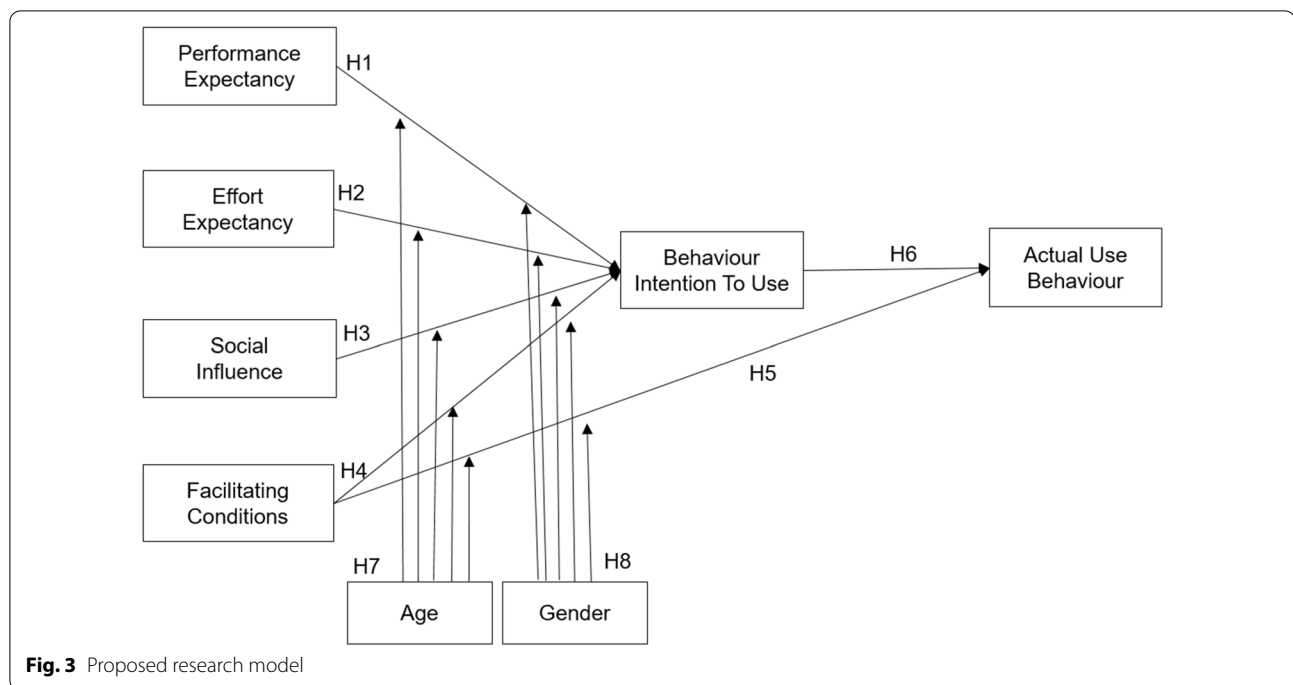 Performance
Expectancy
H1
Effort
Expectancy
H2
Social
Influence
H3
Facilitating
Conditions
H4
Behaviour
Intention To Use
H6
Actual Use
Behaviour
H5
H7
Age
H8
Gender
Fig. 3 Proposed research model